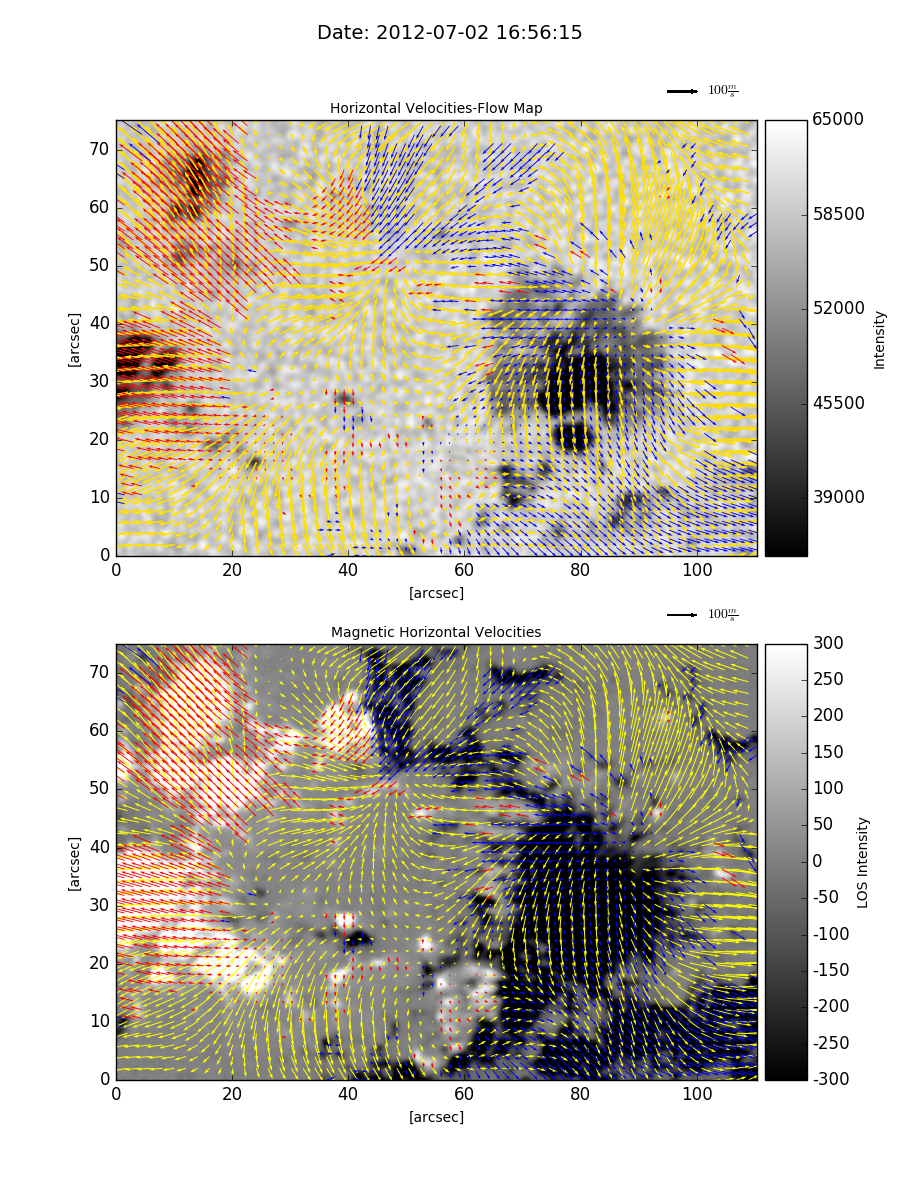 Date: 2012-07-02 16:56:15
100 m/s
Horizontal Velocities-Flow Map
65000
58500
52000
45500
39000
Intensity
70
60
50
40
30
20
10
0
[arcsec]
0 20 40 60 80 100
[arcsec]
100 m/s
Magnetic Horizontal Velocities
300
250
200
150
100
50
0
-50
-100
-150
-200
-250
-300
LOS Intensity
70
60
50
40
30
20
10
0
[arcsec]
0 20 40 60 80 100
[arcsec]